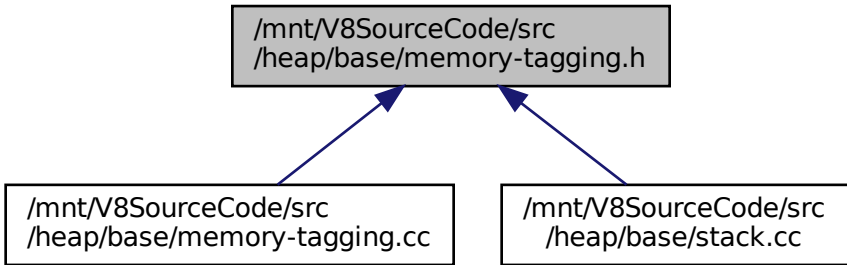 /mnt/V8SourceCode/src
/heap/base/memory-tagging.h
/mnt/V8SourceCode/src
/heap/base/memory-tagging.cc
/mnt/V8SourceCode/src
/heap/base/stack.cc